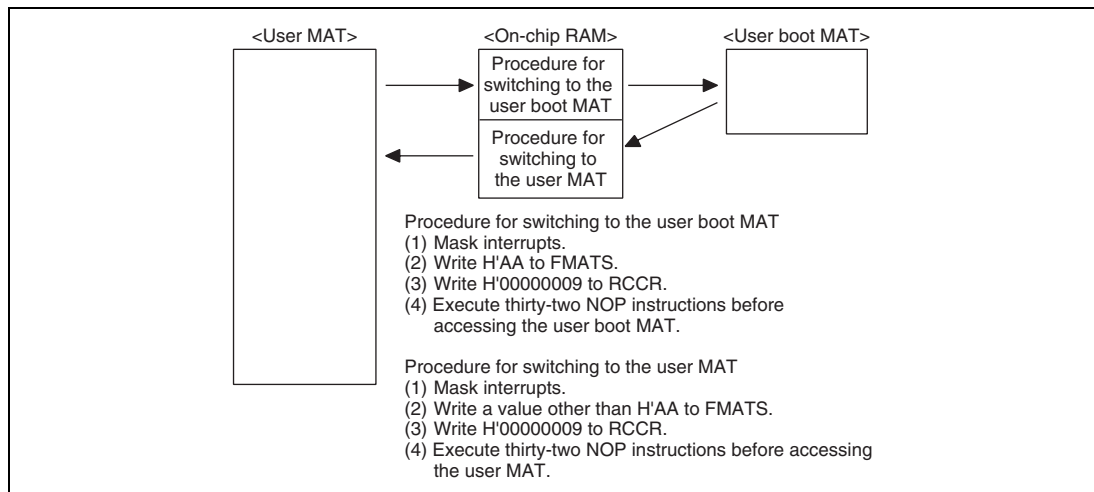 <User MAT>
<On-chip RAM>
<User boot MAT>
Procedure for
switching to the
user boot MAT
Procedure for
switching to
the user MAT
Procedure for switching to the user boot MAT
(1) Mask interrupts.
(2) Write H'AA to FMATS.
(3) Write H'00000009 to RCCR.
(4) Execute thirty-two NOP instructions before
accessing the user boot MAT.
Procedure for switching to the user MAT
(1) Mask interrupts.
(2) Write a value other than H'AA to FMATS.
(3) Write H'00000009 to RCCR.
(4) Execute thirty-two NOP instructions before accessing
the user MAT.